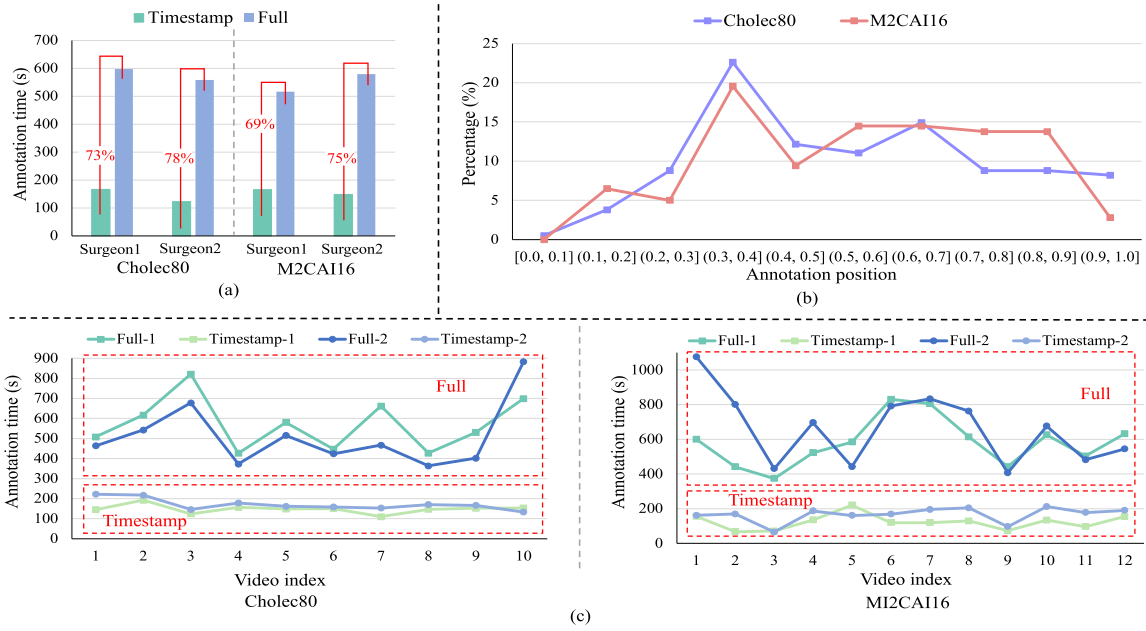 Timestamp Full
Annotation time (s)
700
600
500
400
300
200
100
0
73%
78%
69%
75%
Surgeon1 Surgeon2 Surgeon1 Surgeon2
Cholec80 M2CAI16
(a)
Cholec80 M2CAI16
Percentage (%)
25
20
15
10
5
0
[0.0, 0.1] (0.1, 0.2] (0.2, 0.3] (0.3, 0.4] (0.4, 0.5] (0.5, 0.6] (0.6, 0.7] (0.7, 0.8] (0.8, 0.9] (0.9, 1.0]
Annotation position
(b)
Full-1 Timestamp-1 Full-2 Timestamp-2
Annotation time (s)
900
800
700
600
500
400
300
200
100
0
Full
Timestamp
1 2 3 4 5 6 7 8 9 10
Video index
Cholec80
Full-1 Timestamp-1 Full-2 Timestamp-2
Annotation time (s)
1000
800
600
400
200
0
Full
Timestamp
1 2 3 4 5 6 7 8 9 10 11 12
Video index
MI2CAI16
(c)